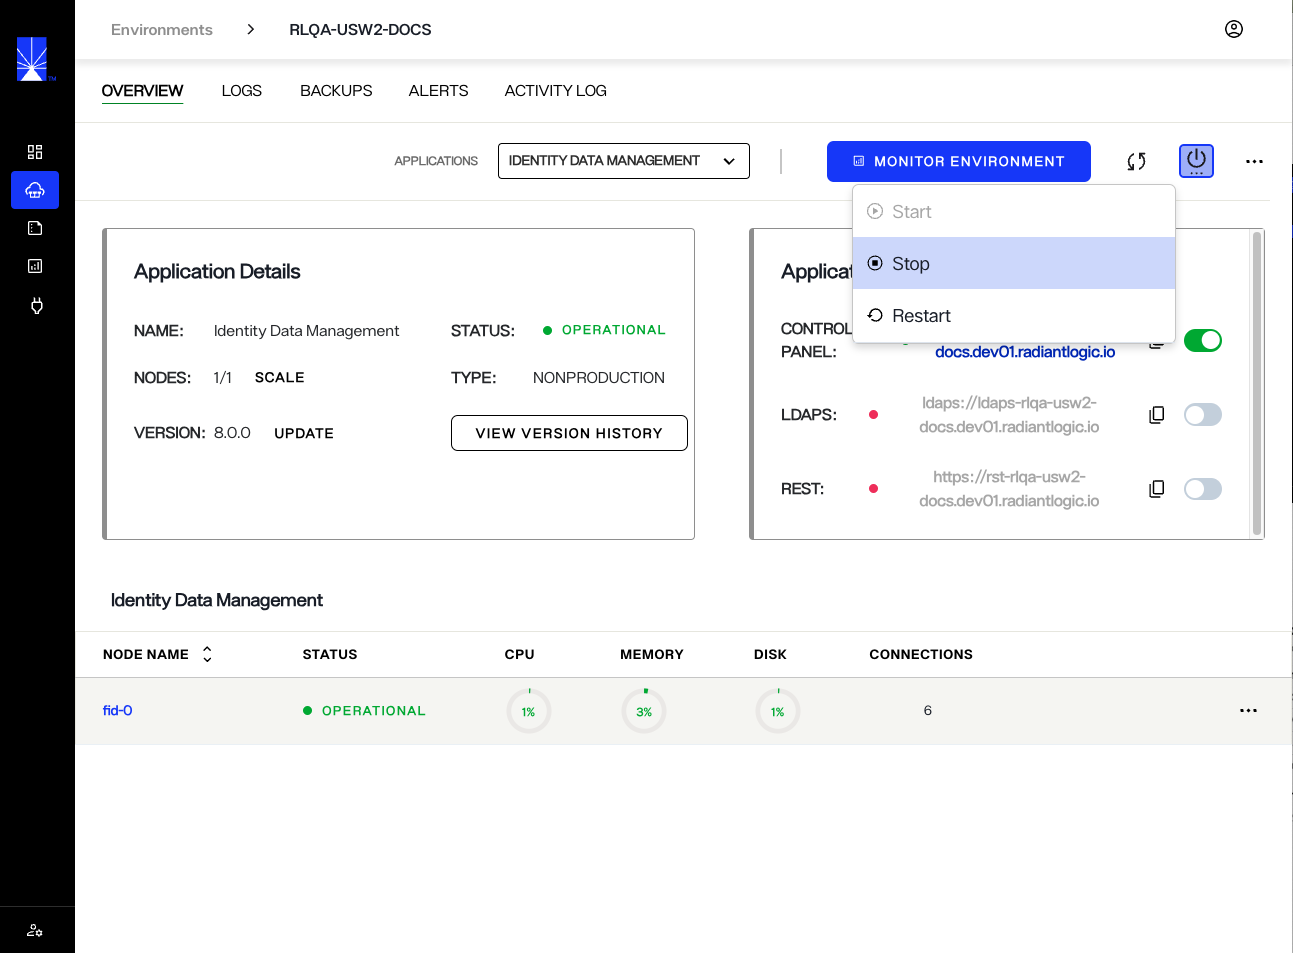 Environments > RLQA-USW2-DOCS
TM
OVERVIEW LOGS BACKUPS ALERTS ACTIVITY LOG
APPLICATIONS IDENTITY DATA MANAGEMENT MONITOR ENVIRONMENT
Start
Stop
Restart
Application Details
NAME: Identity Data Management STATUS: OPERATIONAL
NODES: 1/1 SCALE TYPE: NONPRODUCTION
VERSION: 8.0.0 UPDATE VIEW VERSION HISTORY
Applicat
CONTROL
PANEL: docs.dev01.radiantlogic.io
LDAPS: ldaps://ldaps-rlqa-usw2-
docs.dev01.radiantlogic.io
REST: https://rst-rlqa-usw2-
docs.dev01.radiantlogic.io
Identity Data Management
NODE NAME STATUS CPU MEMORY DISK CONNECTIONS
fid-0 OPERATIONAL 1% 3% 1% 6